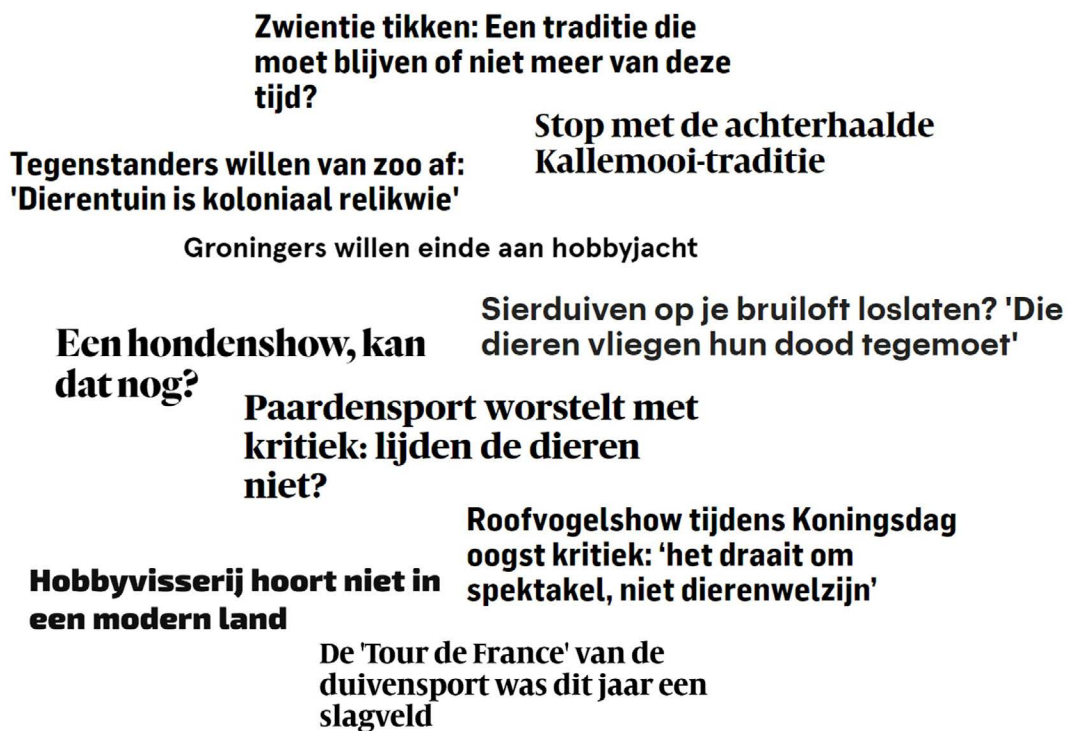 Zwientie tikken: Een traditie die
moet blijven of niet meer van deze
tijd?
Stop met de achterhaalde
Kallemooi-traditie
Tegenstanders willen van zoo af:
'Dierentuin is koloniaal relikwie'
Groningers willen einde aan hobbyjacht
Sierduiven op je bruiloft loslaten? 'Die
dieren vliegen hun dood tegemoet'
Een hondenshow, kan
dat nog?
Paardensport worstelt met
kritiek: lijden de dieren
niet?
Roofvogelshow tijdens Koningsdag
oogst kritiek: ‘het draait om
spektakel, niet dierenwelzijn’
Hobbyvisserij hoort niet in
een modern land
De 'Tour de France' van de
duivensport was dit jaar een
slagveld